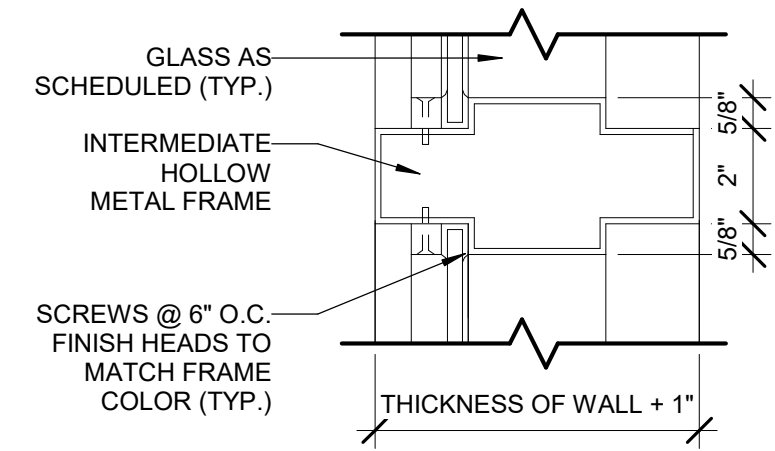 GLASS AS
SCHEDULED (TYP.)
INTERMEDIATE
HOLLOW
METAL FRAME
SCREWS @ 6" O.C.
FINISH HEADS TO
MATCH FRAME
COLOR (TYP.)
5/8"
2"
5/8"
THICKNESS OF WALL + 1"